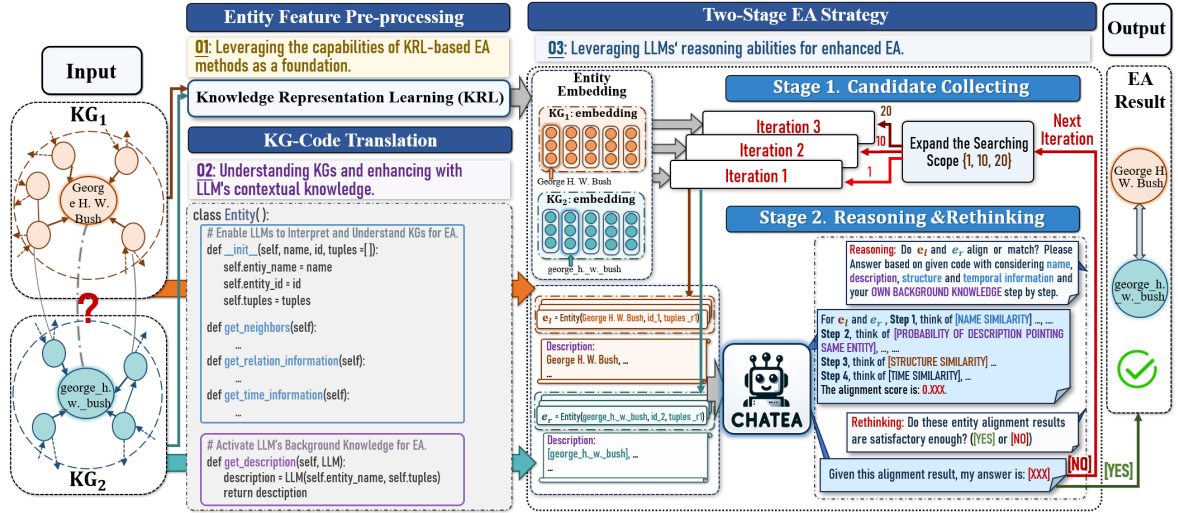 Input
KG1
Georg
e H. W.
Bush
?
george_h.
w._bush
KG2
Entity Feature Pre-processing
01: Leveraging the capabilities of KRL-based EA
methods as a foundation.
Knowledge Representation Learning (KRL)
KG-Code Translation
02: Understanding KGs and enhancing with
LLM's contextual knowledge.
class Entity( ):
# Enable LLMs to Interpret and Understand KGs for EA.
def __init__(self, name, id, tuples =[ ]):
self.entiy_name = name
self.entity_id = id
self.tuples = tuples
def get_neighbors(self):
...
def get_relation_information(self):
...
def get_time_information(self):
...
# Activate LLM's Background Knowledge for EA.
def get_description(self, LLM):
description = LLM(self.entity_name, self.tuples)
return desctiption
Two-Stage EA Strategy
03: Leveraging LLMs' reasoning abilities for enhanced EA.
Entity
Embedding
KG1: embedding
George H. W. Bush
KG2: embedding
george_h._w._bush
Stage 1. Candidate Collecting
Iteration 3
Iteration 2
Iteration 1
20
10
1
Expand the Searching
Scope {1, 10, 20}
Next
Iteration
Stage 2. Reasoning &Rethinking
el = Entity(George H. W. Bush, id_1, tuples_r1)
Description:
George H. W. Bush, ...
...
er = Entity(george_h._w._bush, id_2, tuples_r1)
Description:
[george_h._w._bush], ...
...
CHATEA
Reasoning: Do el and er align or match? Please
Answer based on given code with considering name,
description, structure and temporal information and
your OWN BACKGROUND KNOWLEDGE step by step.
For el and er , Step 1, think of [NAME SIMILARITY] ..., ...,
Step 2, think of [PROBABILITY OF DESCRIPTION POINTING
SAME ENTITY], ..., ....
Step 3, think of [STRUCTURE SIMILARITY] ...
Step 4, think of [TIME SIMILARITY], ...
The alignment score is: 0.XXX.
Rethinking: Do these entity alignment results
are satisfactory enough? ([YES] or [NO])
Given this alignment result, my answer is: [XXX]
[NO]
[YES]
Output
EA
Result
George H.
W. Bush
george_h.
_w._bush